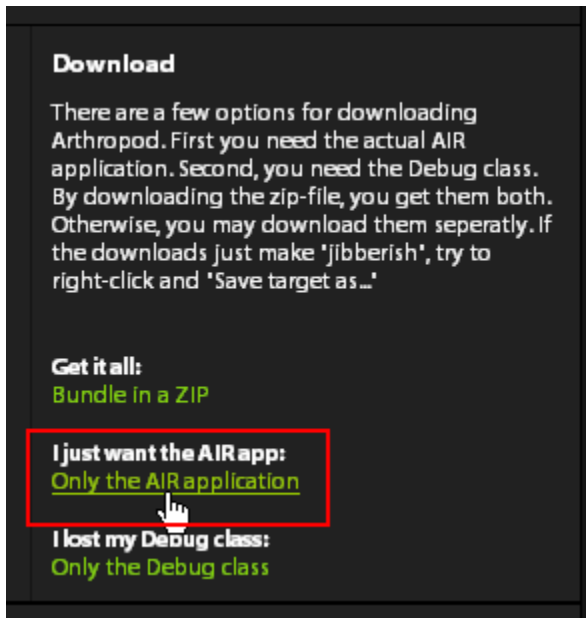 Download
There are a few options for downloading
Arthropod. First you need the actual AIR
application. Second, you need the Debug class.
By downloading the zip-file, you get them both.
Otherwise, you may download them seperatly. If
the downloads just make "jibberish", try to
right-click and "Save target as..."
Get it all:
Bundle in a ZIP
I just want the AIR app:
Only the AIR application
I lost my Debug class:
Only the Debug class